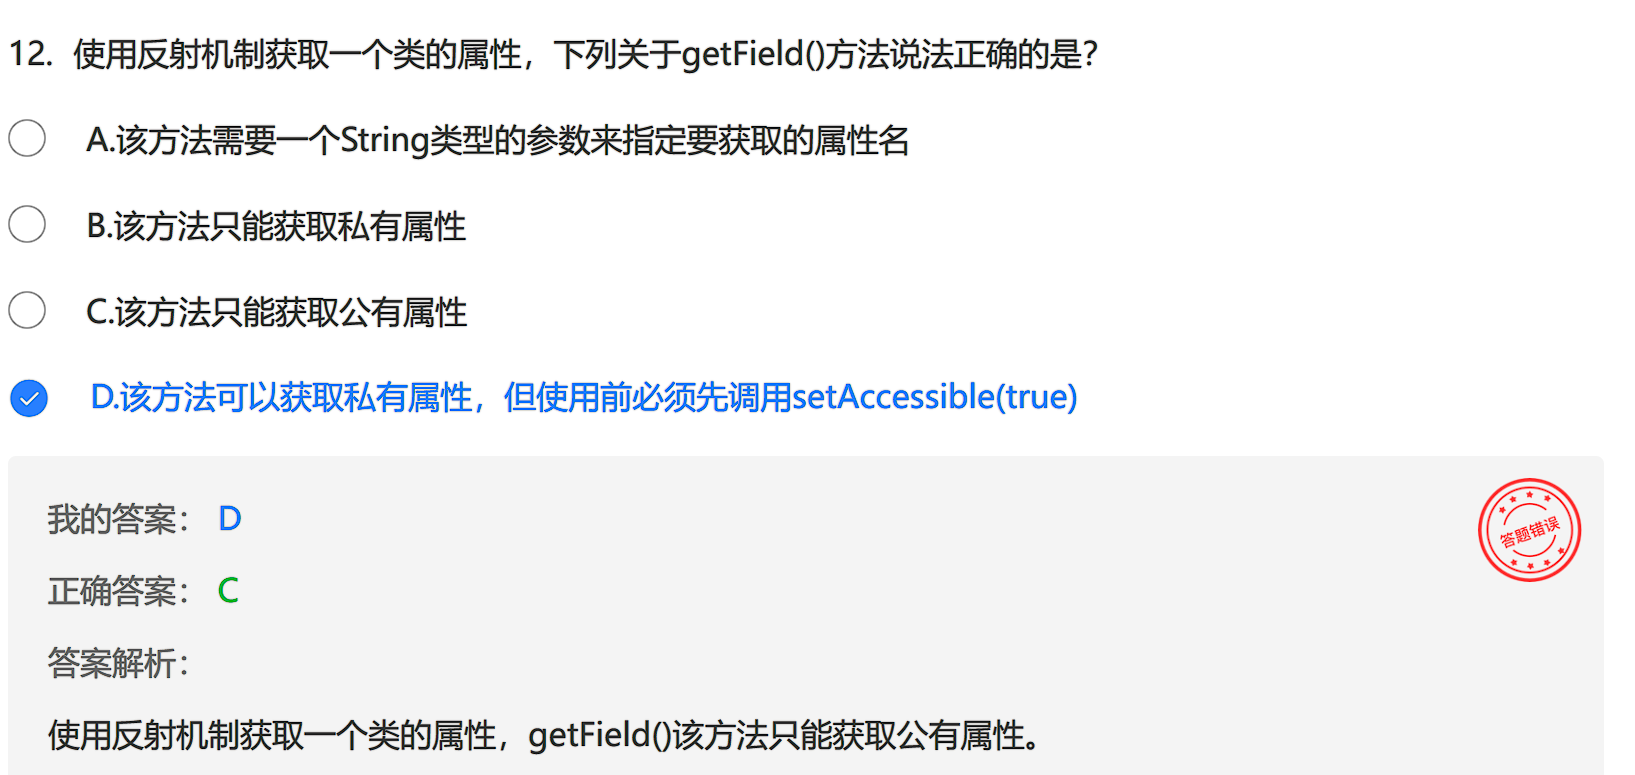 12. 使用反射机制获取一个类的属性，下列关于getField()方法说法正确的是？
A.该方法需要一个String类型的参数来指定要获取的属性名
B.该方法只能获取私有属性
C.该方法只能获取公有属性
D.该方法可以获取私有属性，但使用前必须先调用setAccessible(true)
我的答案： D
答题错误
正确答案： C
答案解析：
使用反射机制获取一个类的属性，getField()该方法只能获取公有属性。